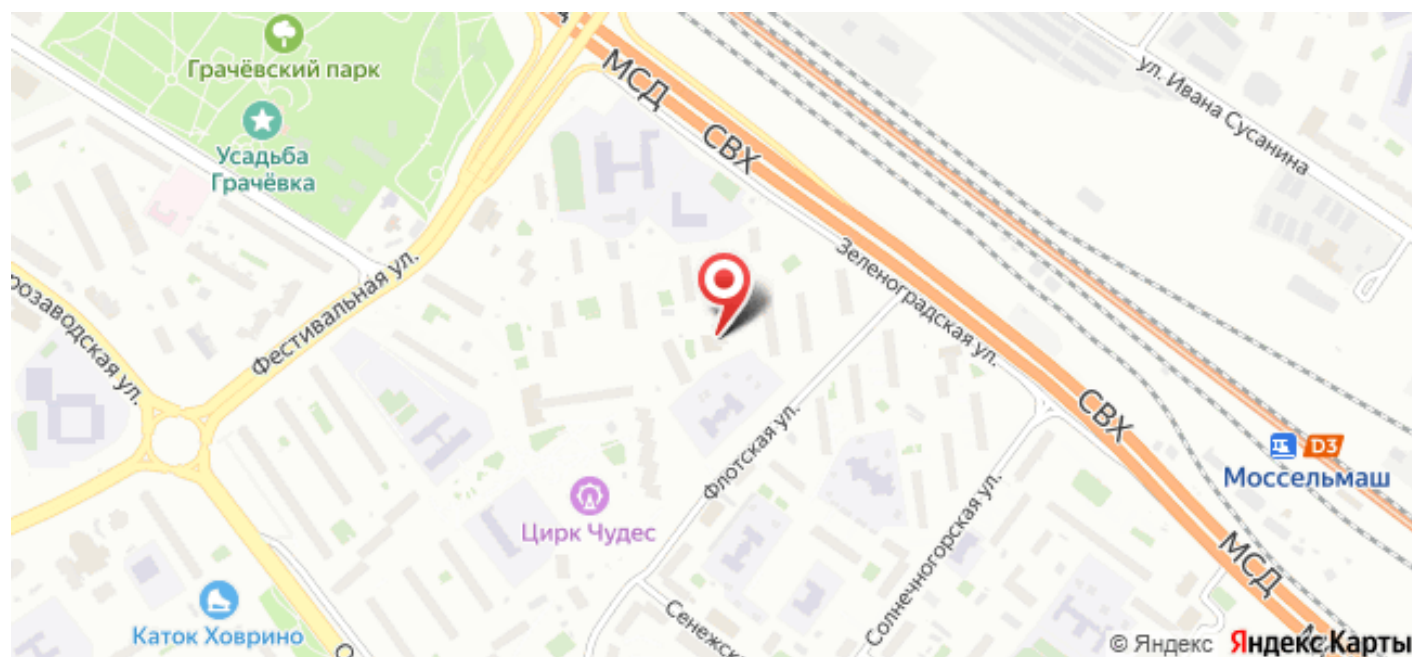 Грачёвский парк
Усадьба
Грачёвка
МСД
СВХ
ул. Ивана Сусанина
Зеленоградская ул.
Фестивальная ул.
розаводская ул.
Флотская ул.
СВХ
D3
Моссельмаш
Цирк Чудес
Солнечногорская ул.
МСД
Каток Ховрино
Сенежск
© Яндекс Яндекс Карты